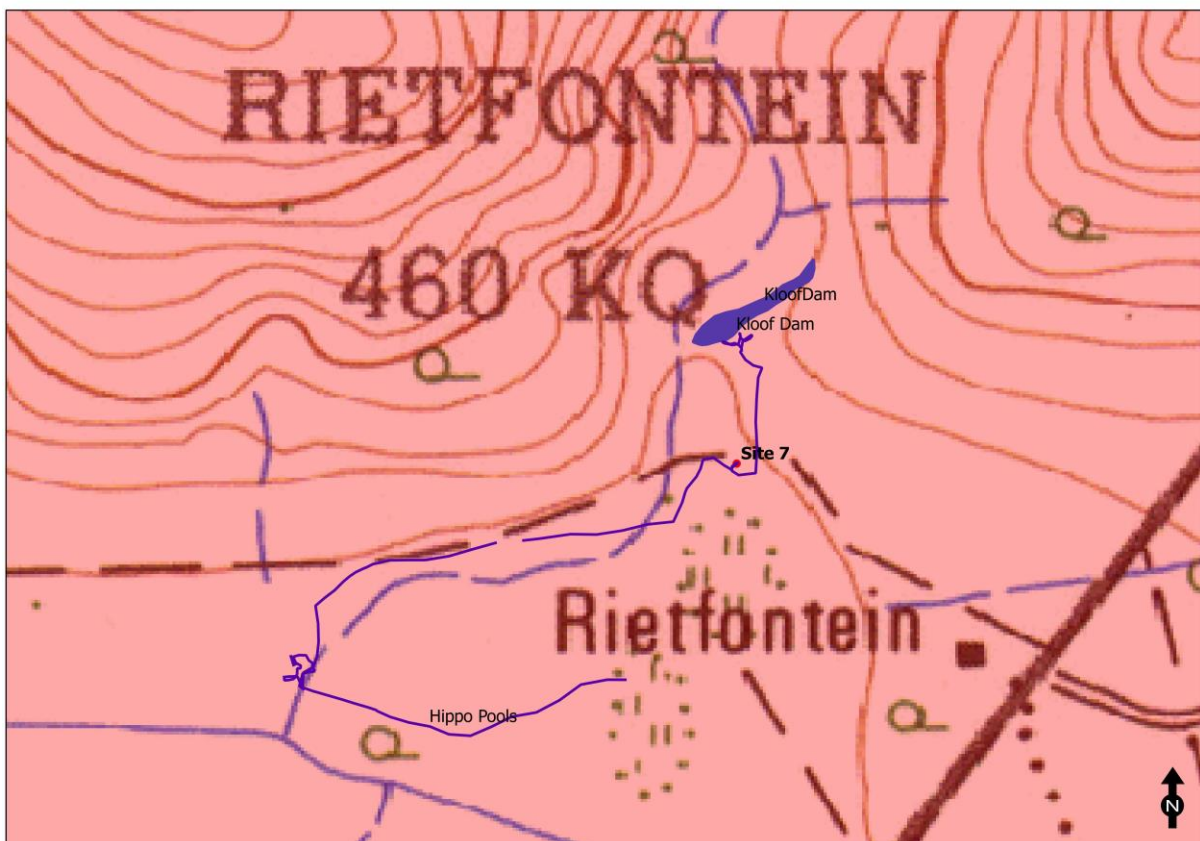 RIETFONTEIN
460 KQ
KloofDam
Kloof Dam
Site 7
Rietfontein
Hippo Pools
N